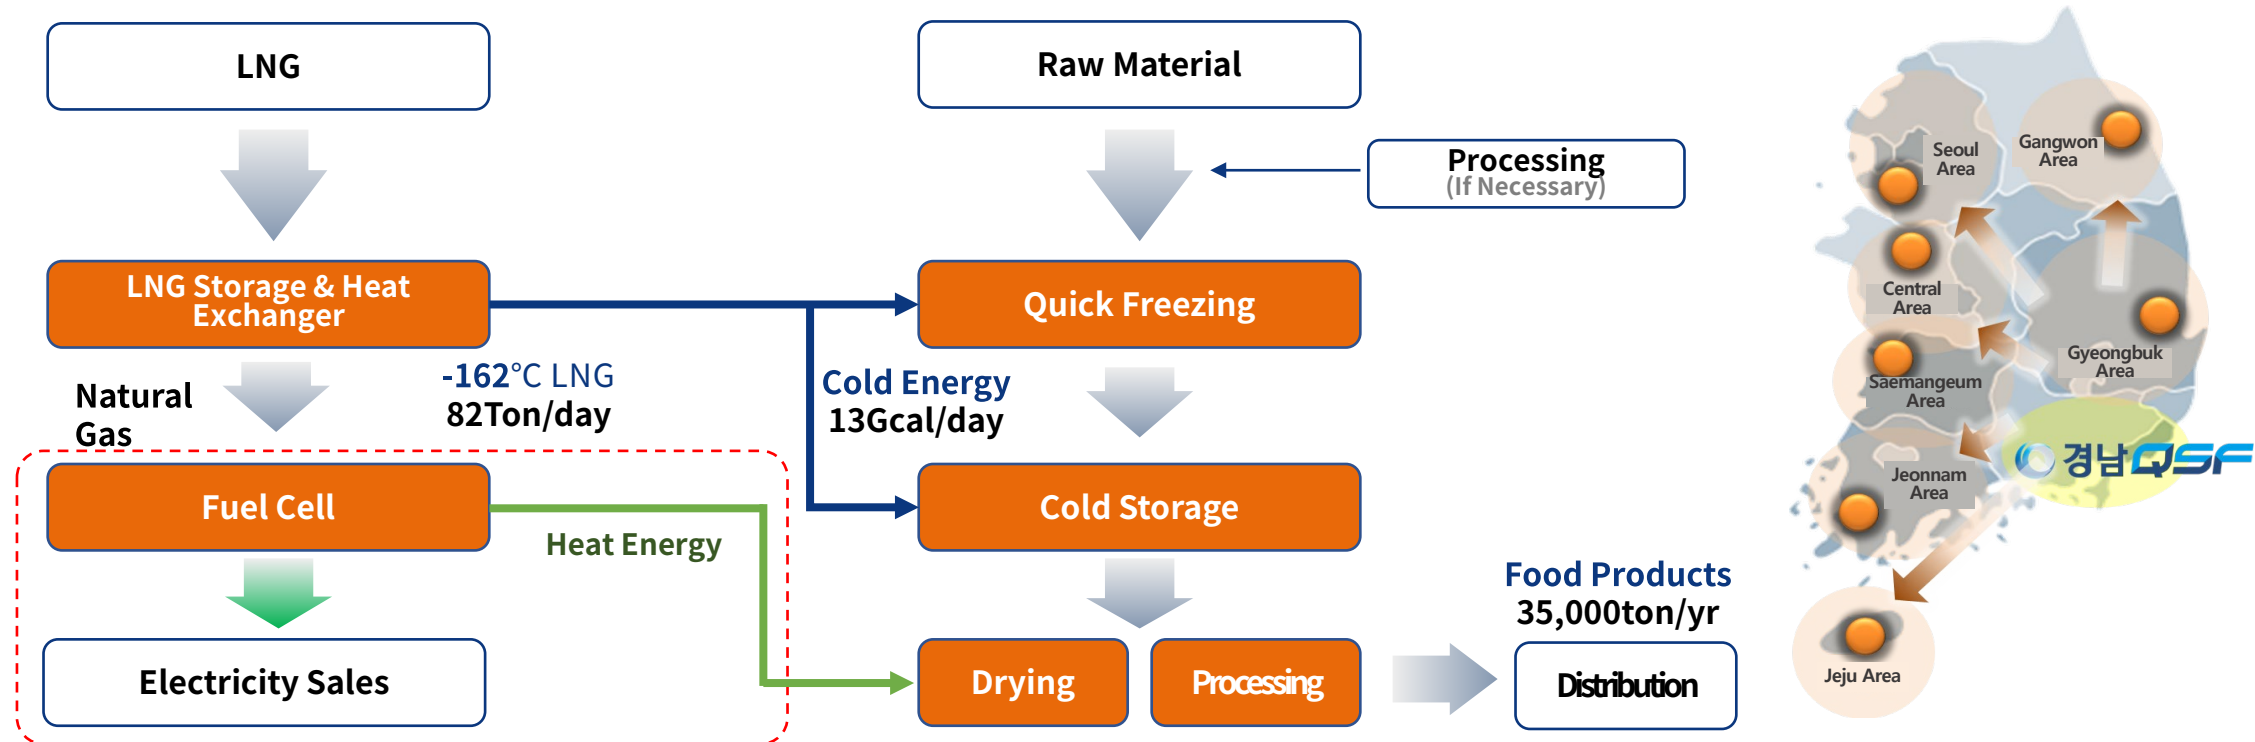 LNG
Raw Material
Processing
(If Necessary)
LNG Storage & Heat
Exchanger
Quick Freezing
Natural
Gas
-162°C LNG
82Ton/day
Cold Energy
13Gcal/day
Fuel Cell
Heat Energy
Cold Storage
Electricity Sales
Drying
Processing
Food Products
35,000ton/yr
Distribution
Seoul
Area
Gangwon
Area
Central
Area
Gyeongbuk
Area
Saemangeum
Area
경남QSF
Jeonnam
Area
Jeju Area